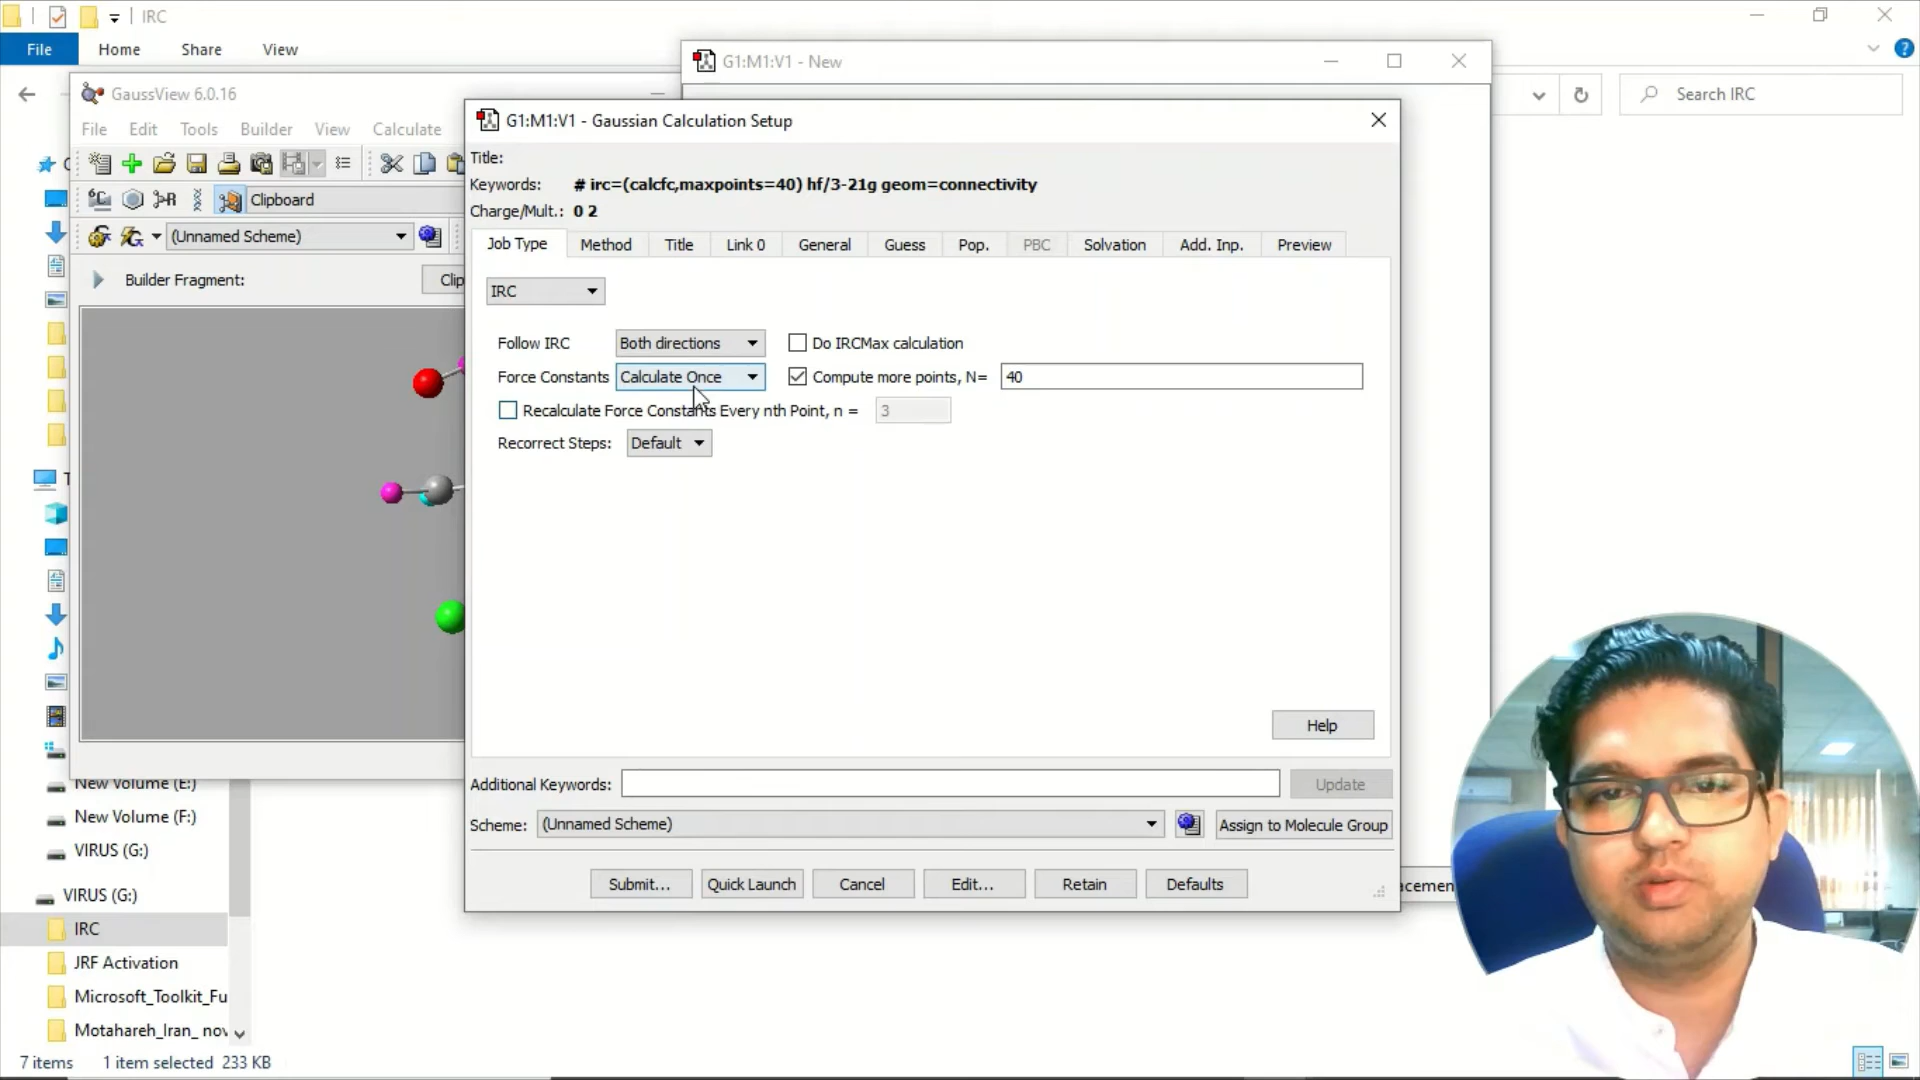 IRC
File Home Share View
G1:M1:V1 - New
GaussView 6.0.16
Search IRC
G1:M1:V1 - Gaussian Calculation Setup
File Edit Tools Builder View Calculate
Title:
Keywords: # irc=(calcfc,maxpoints=40) hf/3-21g geom=connectivity
Clipboard
Charge/Mult.: 0 2
(Unnamed Scheme)
Job Type Method Title Link 0 General Guess Pop. PBC Solvation Add. Inp. Preview
Builder Fragment: Clip
IRC
Follow IRC Both directions Do IRCMax calculation
Force Constants Calculate Once Compute more points, N= 40
Recalculate Force Constants Every nth Point, n = 3
Recorrect Steps: Default
Help
New Volume (E:)
Additional Keywords: Update
New Volume (F:)
Scheme: (Unnamed Scheme) Assign to Molecule Group
VIRUS (G:)
Submit... Quick Launch Cancel Edit... Retain Defaults
acemen
VIRUS (G:)
IRC
JRF Activation
Microsoft_Toolkit_Fu
Motahareh_Iran_ nov
7 items 1 item selected 233 KB